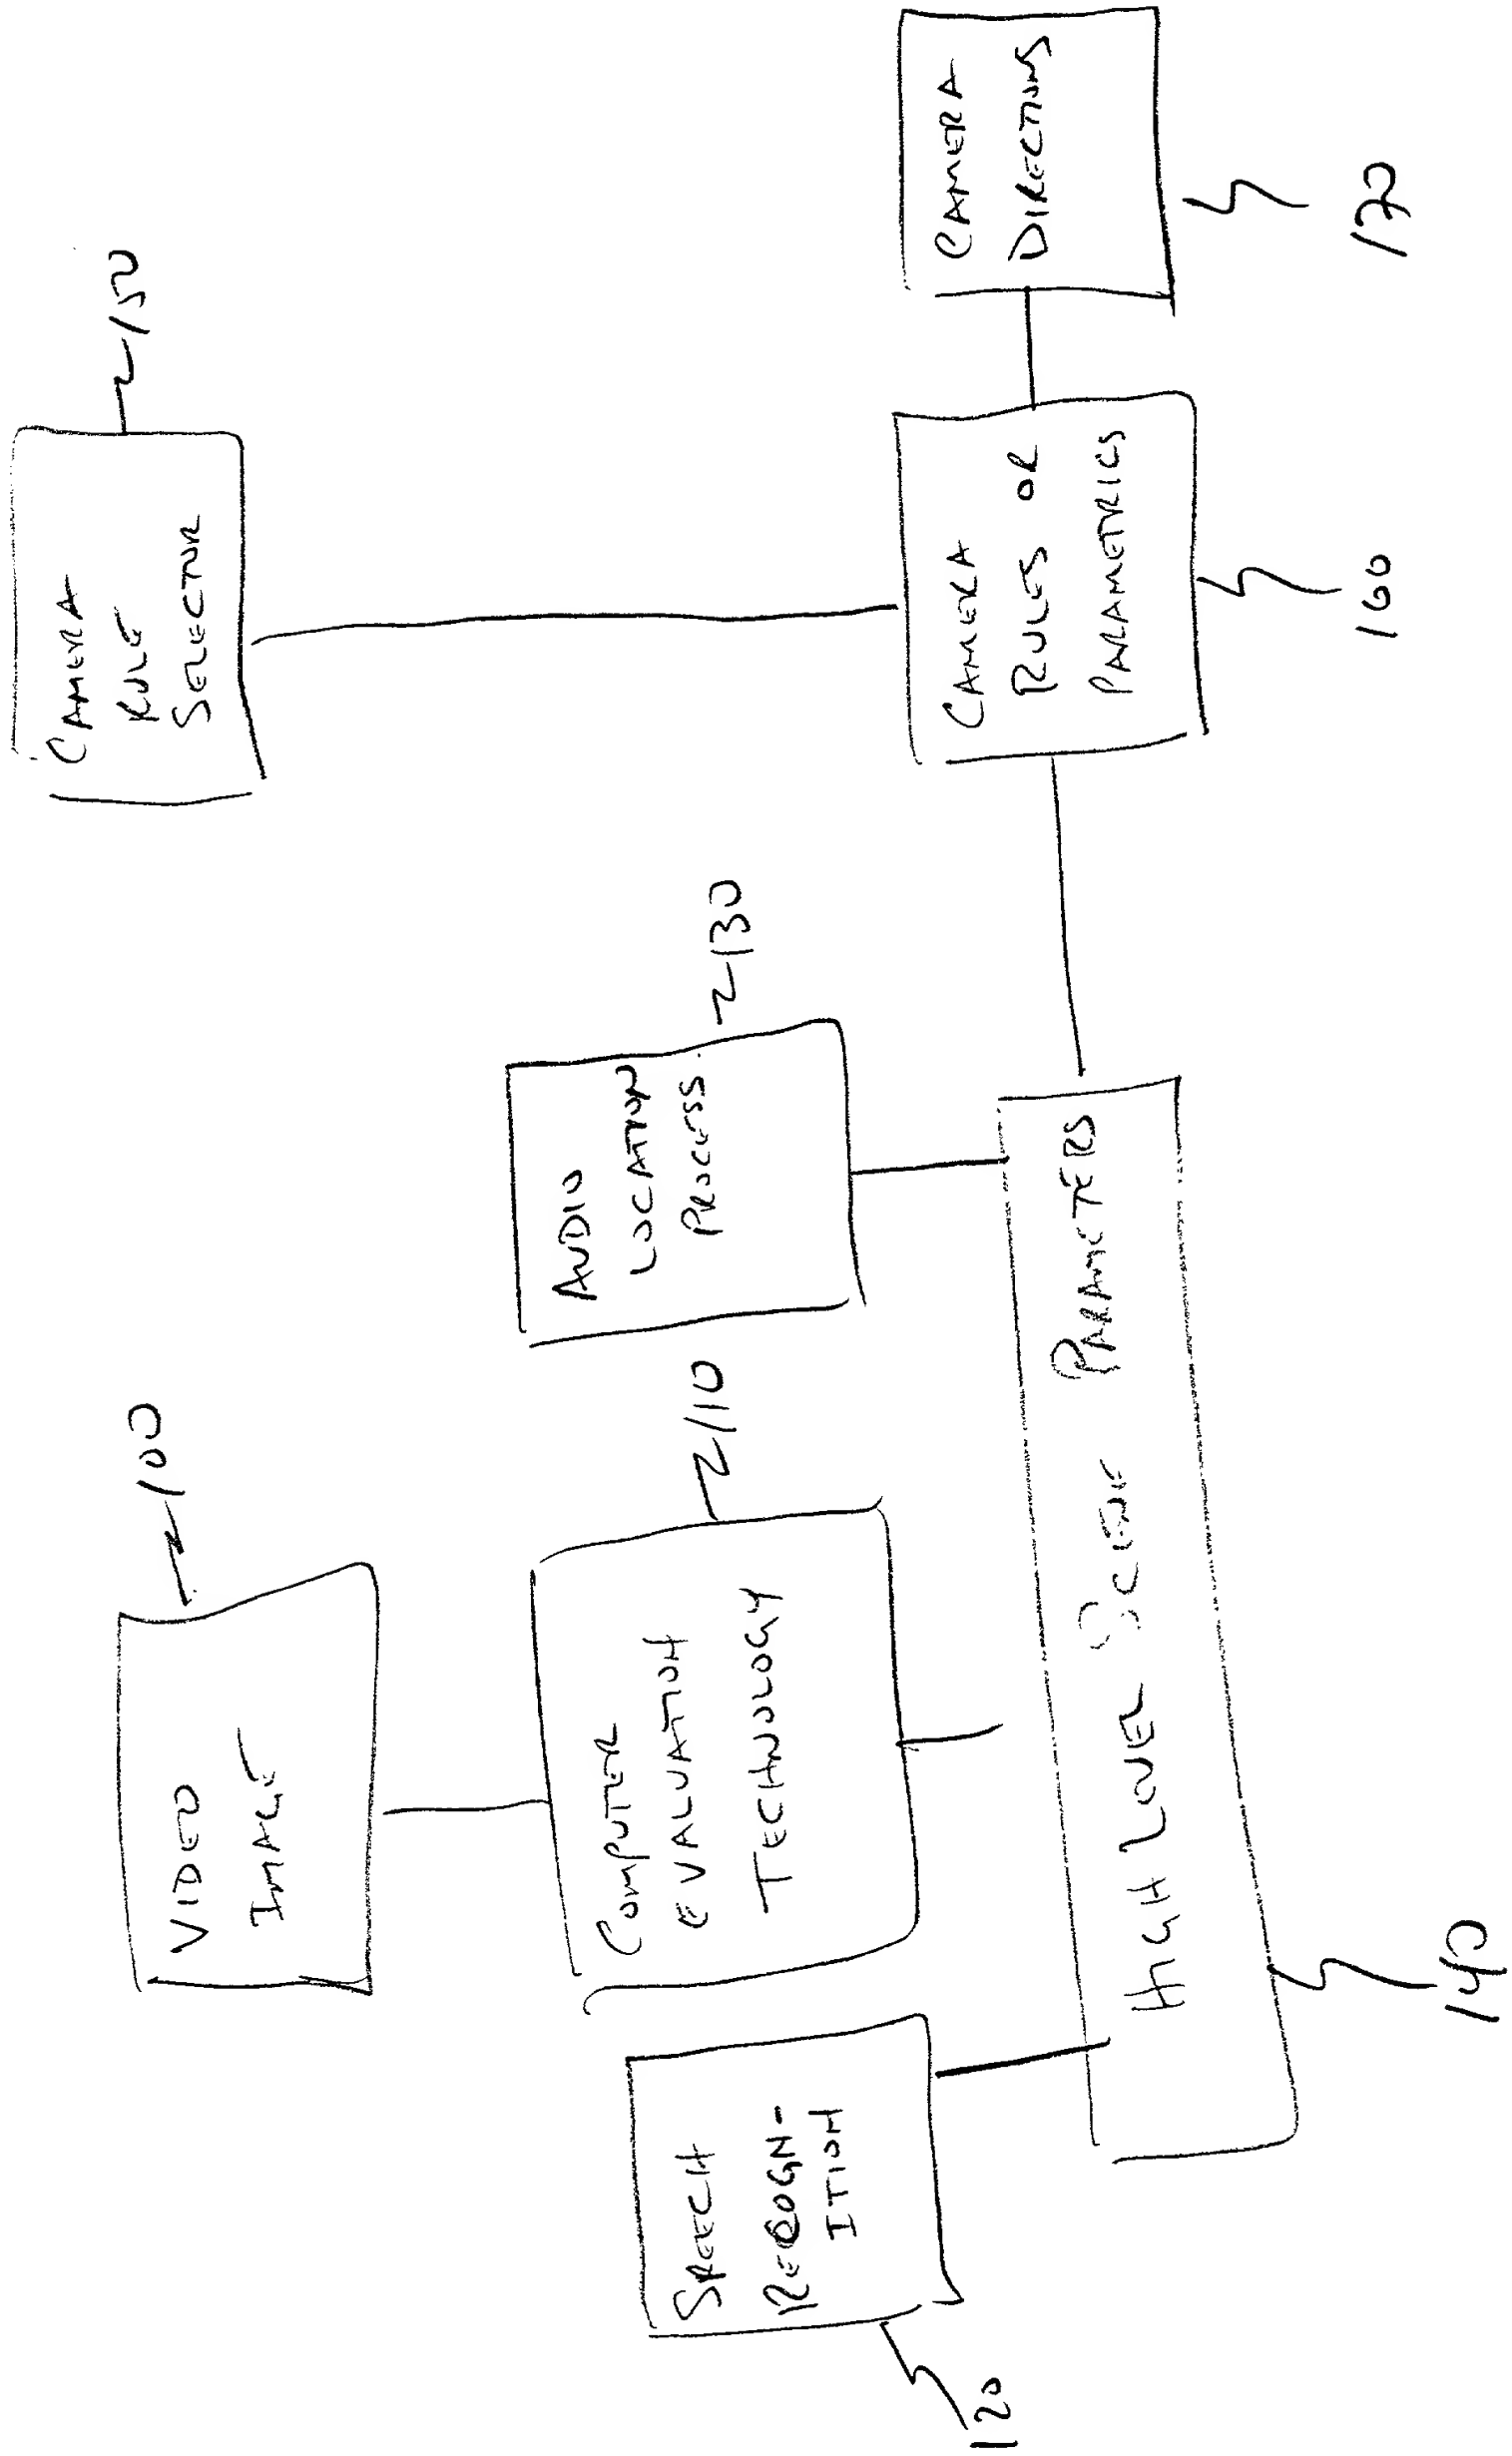 VIDEO
IMAGE
100
CAMERA
RULE
SELECTOR
150
SPEECH
RECOGN-
ITION
120
COMPUTER
EVALUATION
TECHNOLOGY
110
AUDIO
LOCATION
PROCESS.
130
HIGH LEVEL SCENE PARAMETERS
140
CAMERA
RULES OR
PARAMETRICS
160
CAMERA
DIRECTIONS
170